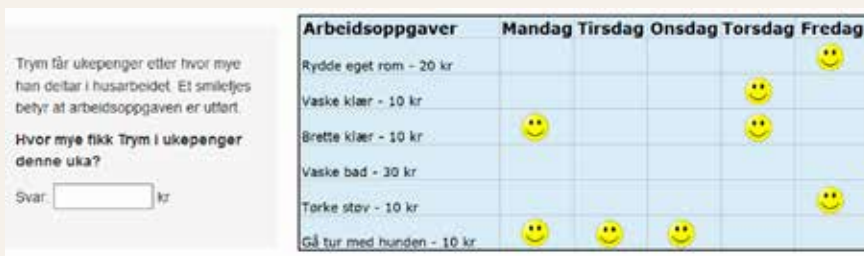 Trym får ukepenger etter hvor mye
han deltar i husarbeidet. Et smilefjes
betyr at arbeidsoppgaven er utført.
Hvor mye fikk Trym i ukepenger
denne uka?
Svar: kr
Arbeidsoppgaver Mandag Tirsdag Onsdag Torsdag Fredag
Rydde eget rom - 20 kr
Vaske klær - 10 kr
Brette klær - 10 kr
Vaske bad - 30 kr
Tørke støv - 10 kr
Gå tur med hunden - 10 kr